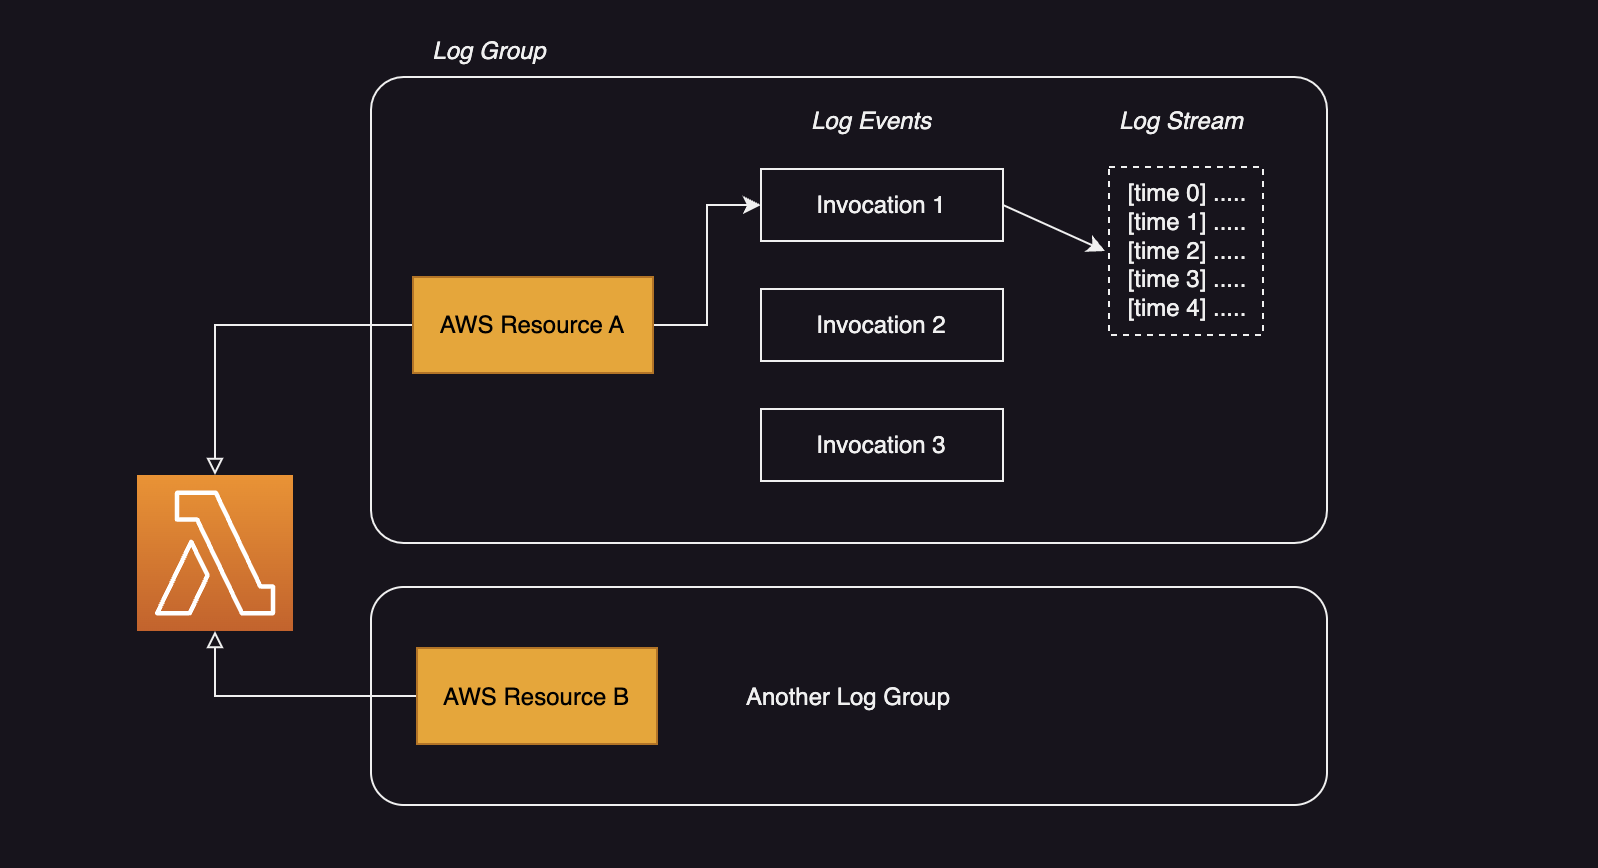 Log Group
Log Events
Log Stream
Invocation 1
[time 0] .....
[time 1] .....
[time 2] .....
[time 3] .....
[time 4] .....
AWS Resource A
Invocation 2
Invocation 3
AWS Resource B
Another Log Group